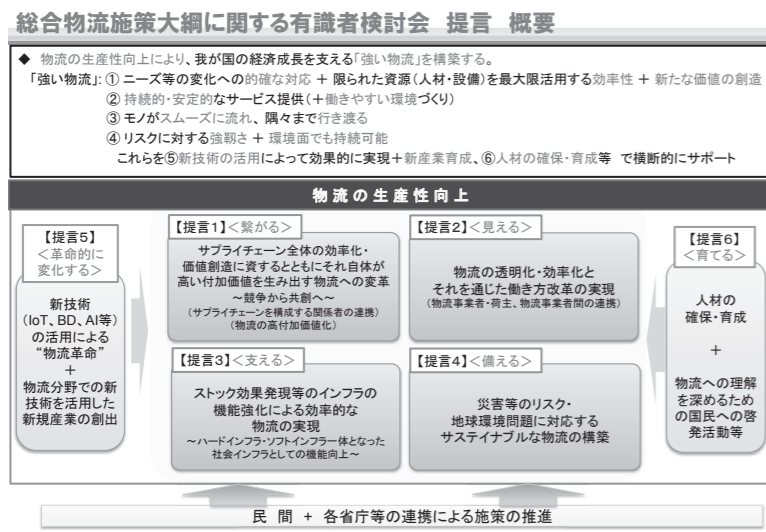 総合物流施策大綱に関する有識者検討会 提言 概要
◆ 物流の生産性向上により、我が国の経済成長を支える「強い物流」を構築する。
「強い物流」: ① ニーズ等の変化への的確な対応 + 限られた資源(人材・設備)を最大限活用する効率性 + 新たな価値の創造
② 持続的・安定的なサービス提供(+働きやすい環境づくり)
③ モノがスムーズに流れ、隅々まで行き渡る
④ リスクに対する強靱さ + 環境面でも持続可能
これらを⑤新技術の活用によって効果的に実現+新産業育成、⑥人材の確保・育成等 で横断的にサポート
物流の生産性向上
【提言5】
<革命的に
変化する>
新技術
(IoT、BD、AI等)
の活用による
“物流革命”
+
物流分野での新
技術を活用した
新規産業の創出
【提言1】<繋がる>
サプライチェーン全体の効率化・
価値創造に資するとともにそれ自体が
高い付加価値を生み出す物流への変革
~競争から共創へ~
(サプライチェーンを構成する関係者の連携)
(物流の高付加価値化)
【提言2】<見える>
物流の透明化・効率化と
それを通じた働き方改革の実現
(物流事業者・荷主、物流事業者間の連携)
【提言3】<支える>
ストック効果発現等のインフラの
機能強化による効率的な
物流の実現
~ハードインフラ・ソフトインフラ一体となった
社会インフラとしての機能向上~
【提言4】<備える>
災害等のリスク・
地球環境問題に対応する
サステイナブルな物流の構築
【提言6】
<育てる>
人材の
確保・育成
+
物流への理解
を深めるため
の国民への啓
発活動等
民 間 + 各省庁等の連携による施策の推進